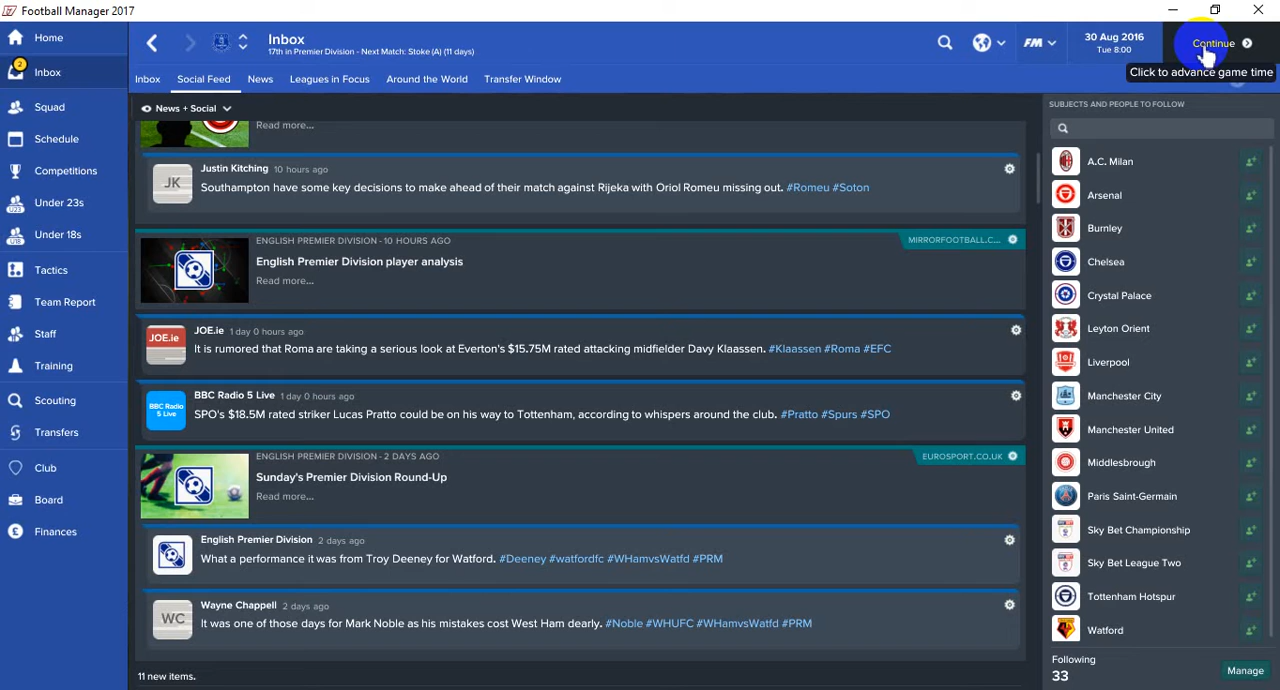 Football Manager 2017
Home
Inbox
17th in Premier Division - Next Match: Stoke (A) (11 days)
FM
30 Aug 2016
Tue 8:00
Continue
Click to advance game time
2
Inbox
Inbox
Social Feed
News
Leagues in Focus
Around the World
Transfer Window
Squad
Schedule
Competitions
U23
Under 23s
U18
Under 18s
Tactics
Team Report
Staff
Training
Scouting
Transfers
Club
Board
Finances
News + Social
Read more...
JK
Justin Kitching 10 hours ago
Southampton have some key decisions to make ahead of their match against Rijeka with Oriol Romeu missing out. #Romeu #Soton
ENGLISH PREMIER DIVISION - 10 HOURS AGO
MIRRORFOOTBALL.C...
English Premier Division player analysis
Read more...
JOE.ie
JOE.ie 1 day 0 hours ago
It is rumored that Roma are taking a serious look at Everton's $15.75M rated attacking midfielder Davy Klaassen. #Klaassen #Roma #EFC
BBC Radio
5 Live
BBC Radio 5 Live 1 day 0 hours ago
SPO's $18.5M rated striker Lucas Pratto could be on his way to Tottenham, according to whispers around the club. #Pratto #Spurs #SPO
ENGLISH PREMIER DIVISION - 2 DAYS AGO
EUROSPORT.CO.UK
Sunday's Premier Division Round-Up
Read more...
English Premier Division 2 days ago
What a performance it was from Troy Deeney for Watford. #Deeney #watfordfc #WHamvsWatfd #PRM
WC
Wayne Chappell 2 days ago
It was one of those days for Mark Noble as his mistakes cost West Ham dearly. #Noble #WHUFC #WHamvsWatfd #PRM
11 new items.
SUBJECTS AND PEOPLE TO FOLLOW
A.C. Milan
Arsenal
Burnley
Chelsea
Crystal Palace
Leyton Orient
Liverpool
Manchester City
Manchester United
Middlesbrough
Paris Saint-Germain
Sky Bet Championship
Sky Bet League Two
Tottenham Hotspur
Watford
Following
33
Manage